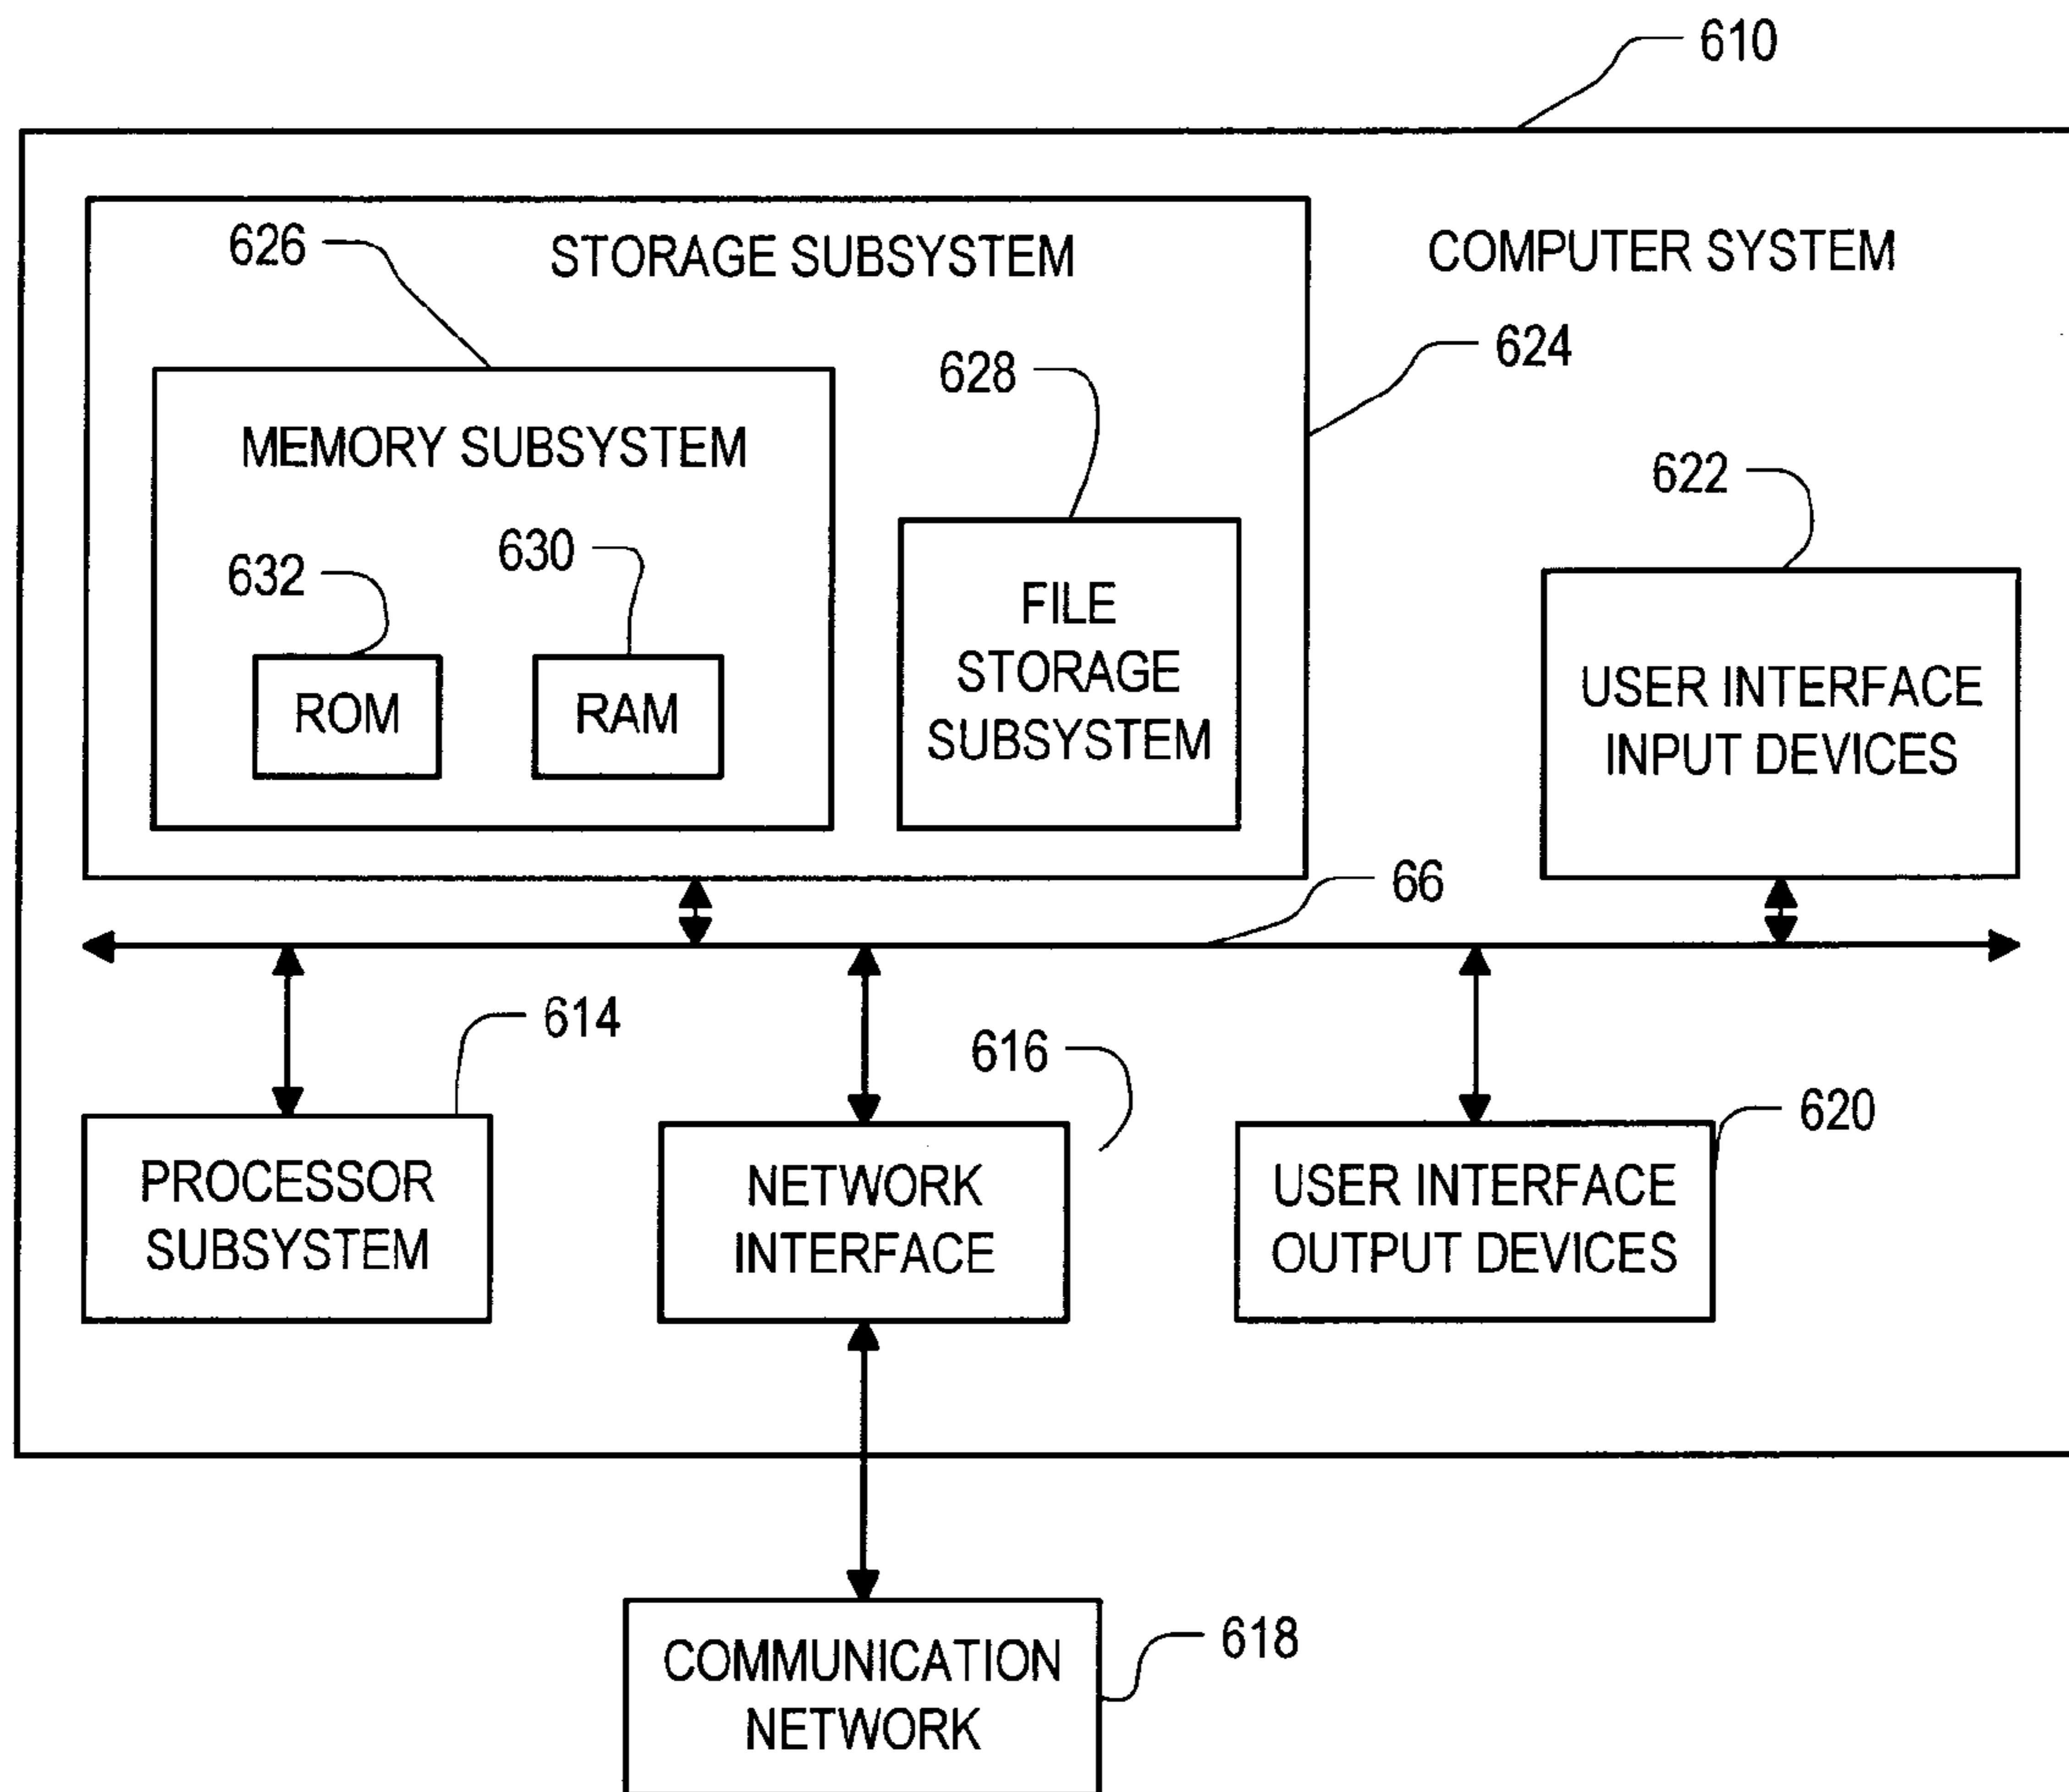 610
626
STORAGE SUBSYSTEM
COMPUTER SYSTEM
624
628
MEMORY SUBSYSTEM
622
632
630
ROM
RAM
FILE
STORAGE
SUBSYSTEM
USER INTERFACE
INPUT DEVICES
66
614
616
620
PROCESSOR
SUBSYSTEM
NETWORK
INTERFACE
USER INTERFACE
OUTPUT DEVICES
618
COMMUNICATION
NETWORK